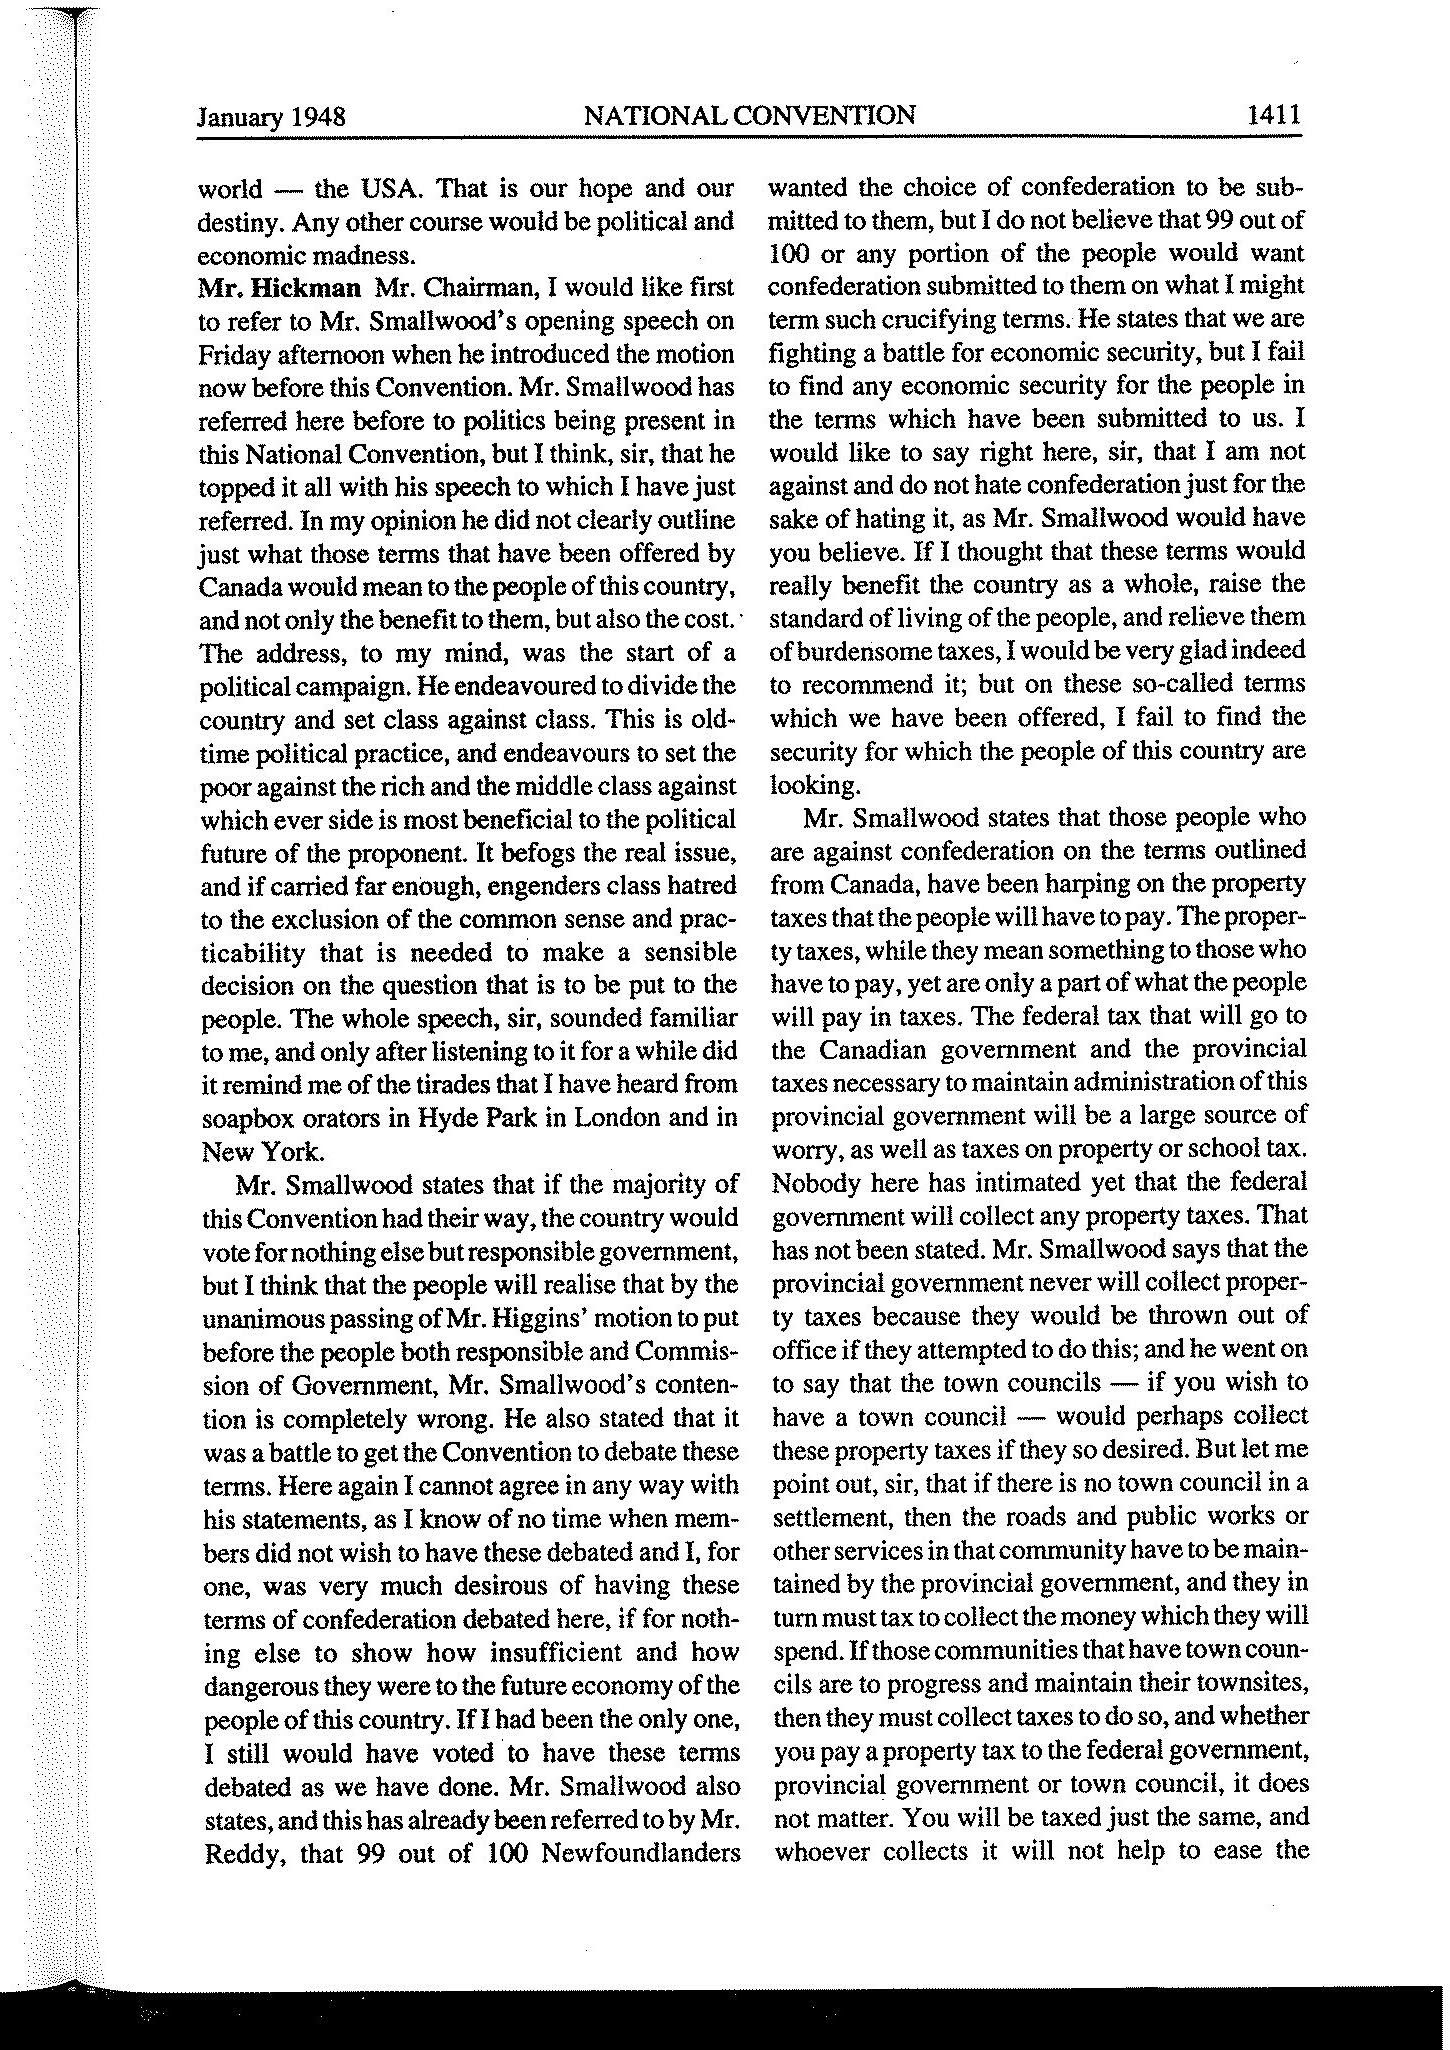 January 1948 NATIONAL CONVENTION 1411
world — the USA. That is our hope and our
destiny. Any other course would be political and
economic madness.
Mr. Hickman Mr. Chairman, I would like first
to refer to Mr. Smallwood's opening speech on
Friday afternoon when he introduced the motion
now before this Convention. Mr. Smallwood has
referred here before to politics being present in
this National Convention, but I think, sir, that he
topped it all with his speech to which I have just
referred. In my opinion he did not clearly outline
just what those terms that have been offered by
Canada would mean to the people of this country,
and not only the benefit to them, but also the cost.
The address, to my mind, was the start of a
political campaign. He endeavoured to divide the
country and set class against class. This is old-
time political practice, and endeavours to set the
poor against the rich and the middle class against
which ever side is most beneficial to the political
future of the proponent. It befogs the real issue,
and if carried far enough, engenders class hatred
to the exclusion of the common sense and prac-
ticability that is needed to make a sensible
decision on the question that is to be put to the
people. The whole speech, sir, sounded familiar
to me, and only after listening to it for a while did
it remind me of the tirades that I have heard from
soapbox orators in Hyde Park in London and in
New York.
Mr. Smallwood states that if the majority of
this Convention had their way, the country would
vote for nothing else but responsible government,
but I think that the people will realise that by the
unanimous passing of Mr. Higgins' motion to put
before the people both responsible and Commis-
sion of Government, Mr. Smallwood's conten-
tion is completely wrong. He also stated that it
was a battle to get the Convention to debate these
terms. Here again I cannot agree in any way with
his statements, as I know of no time when mem-
bers did not wish to have these debated and I, for
one, was very much desirous of having these
terms of confederation debated here, if for noth-
ing else to show how insufficient and how
dangerous they were to the future economy of the
people of this country. If I had been the only one,
I still would have voted to have these terms
debated as we have done. Mr. Smallwood also
states, and this has already been referred to by Mr.
Reddy, that 99 out of 100 Newfoundlanders
wanted the choice of confederation to be sub-
mitted to them, but I do not believe that 99 out of
100 or any portion of the people would want
confederation submitted to them on what I might
term such crucifying terms. He states that we are
fighting a battle for economic security, but I fail
to find any economic security for the people in
the terms which have been submitted to us. I
would like to say right here, sir, that I am not
against and do not hate confederation just for the
sake of hating it, as Mr. Smallwood would have
you believe. If I thought that these terms would
really benefit the country as a whole, raise the
standard of living of the people, and relieve them
of burdensome taxes, I would be very glad indeed
to recommend it; but on these so-called terms
which we have been offered, I fail to find the
security for which the people of this country are
looking.
Mr. Smallwood states that those people who
are against confederation on the terms outlined
from Canada, have been harping on the property
taxes that the people will have to pay. The proper-
ty taxes, while they mean something to those who
have to pay, yet are only a part of what the people
will pay in taxes. The federal tax that will go to
the Canadian government and the provincial
taxes necessary to maintain administration of this
provincial government will be a large source of
worry, as well as taxes on property or school tax.
Nobody here has intimated yet that the federal
government will collect any property taxes. That
has not been stated. Mr. Smallwood says that the
provincial government never will collect proper-
ty taxes because they would be thrown out of
office if they attempted to do this; and he went on
to say that the town councils — if you wish to
have a town council — would perhaps collect
these property taxes if they so desired. But let me
point out, sir, that if there is no town council in a
settlement, then the roads and public works or
other services in that community have to be main-
tained by the provincial government, and they in
turn must tax to collect the money which they will
spend. If those communities that have town coun-
cils are to progress and maintain their townsites,
then they must collect taxes to do so, and whether
you pay a property tax to the federal government,
provincial government or town council, it does
not matter. You will be taxed just the same, and
whoever collects it will not help to ease the